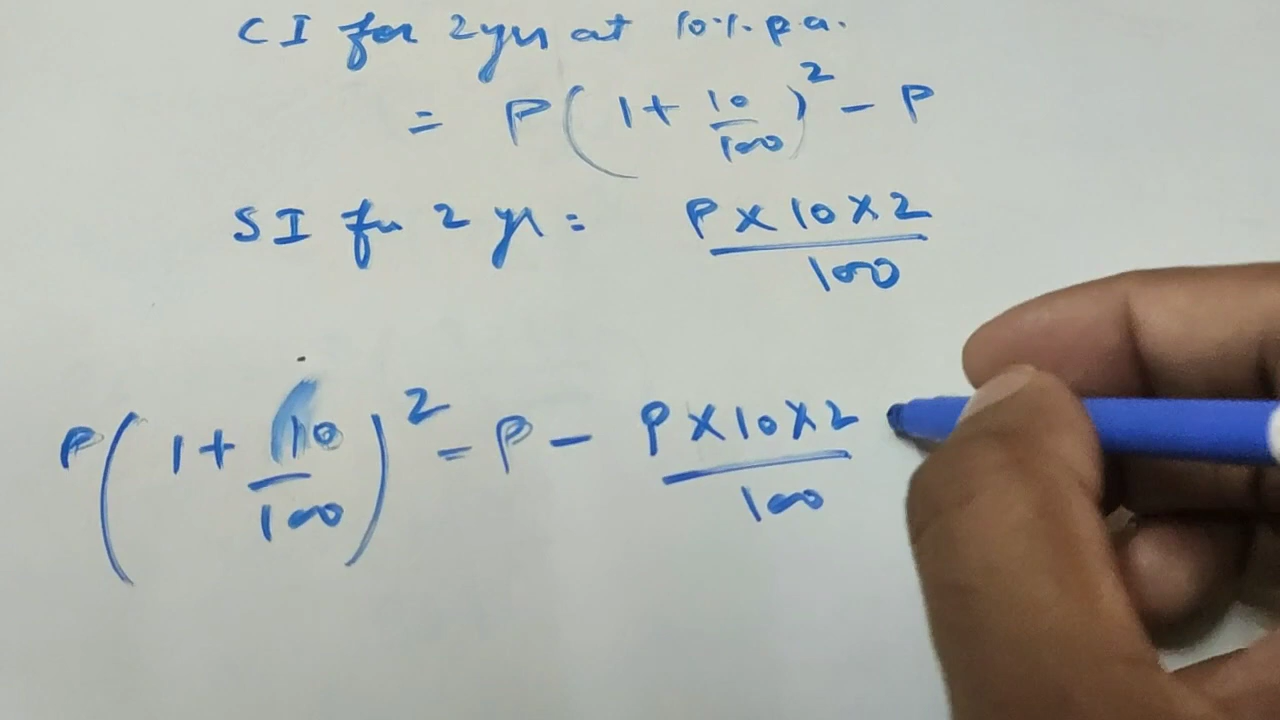 CI for 2yrs at 10%. p.a.
= P(1 + 10/100)² - P
SI for 2 yr = P × 10 × 2 / 100
P(1 + 10/100)² - P - P × 10 × 2 / 100